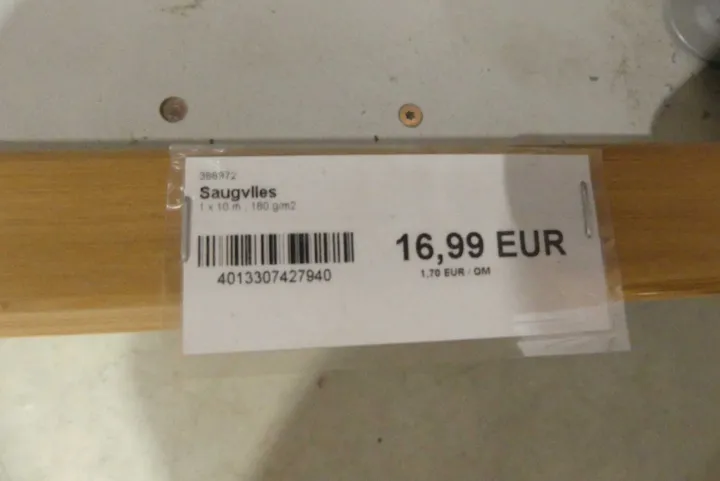 386972
Saugvlies
1 x 10 m , 180 g/m2
16,99 EUR
1,70 EUR / QM
4013307427940